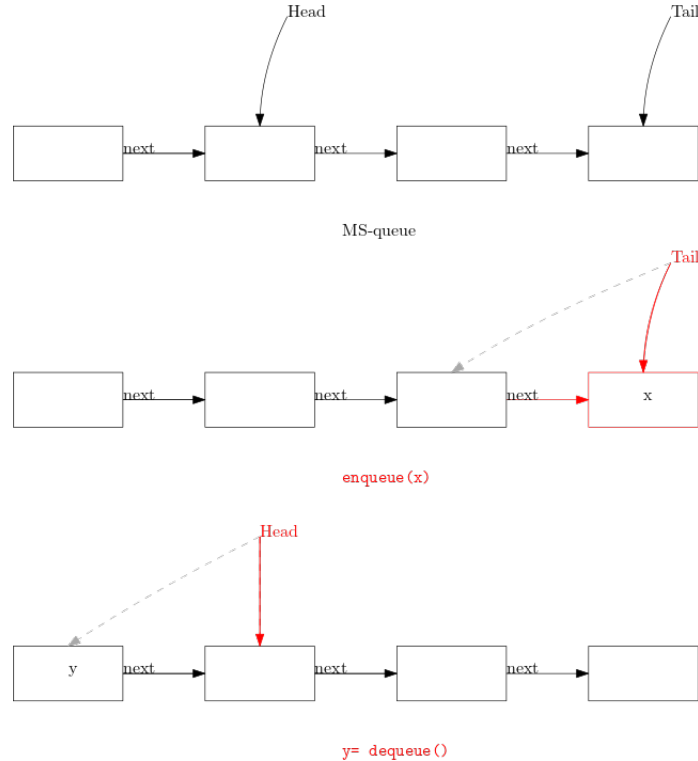 Head Tail
next next next
MS-queue
Tail
next next next
x
enqueue(x)
Head
y next next next
y= dequeue()